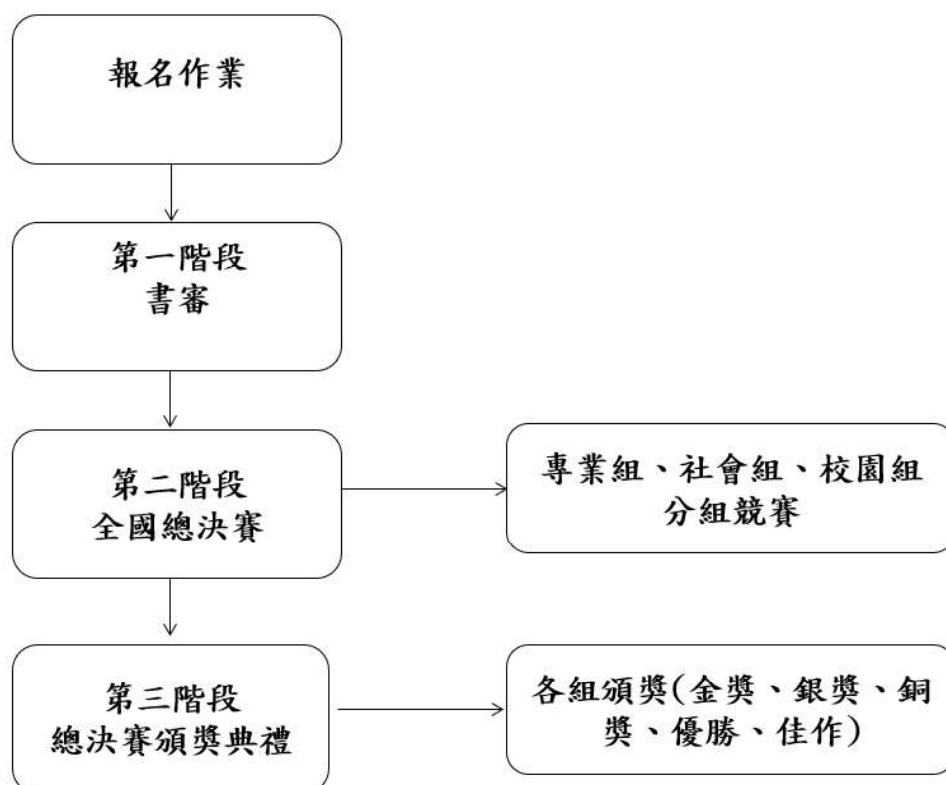 報名作業
第一階段
書審
第二階段
全國總決賽
專業組、社會組、校園組
分組競賽
第三階段
總決賽頒獎典禮
各組頒獎(金獎、銀獎、銅
獎、優勝、佳作)